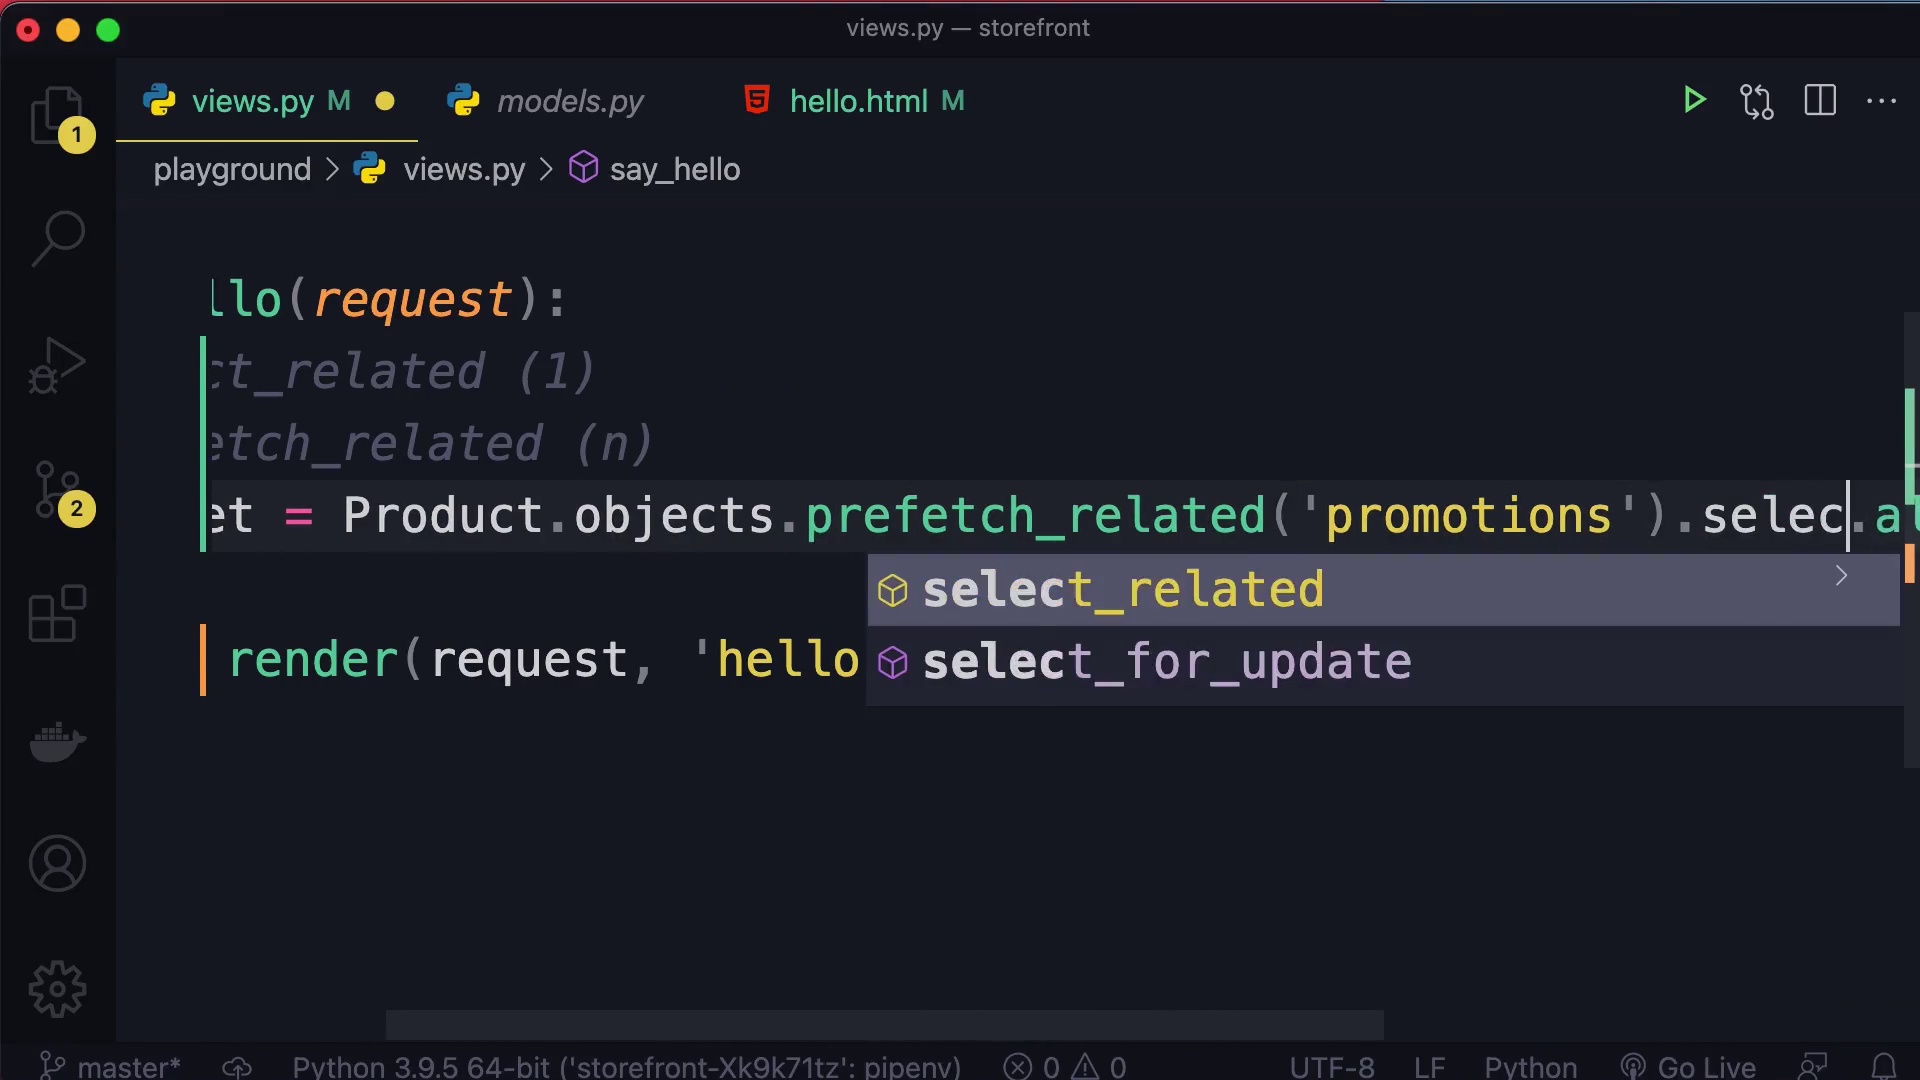 views.py — storefront
views.py M models.py hello.html M
1
playground > views.py > say_hello
llo(request):
ct_related (1)
etch_related (n)
et = Product.objects.prefetch_related('promotions').selec.al
select_related >
render(request, 'hello
select_for_update
2
master* Python 3.9.5 64-bit ('storefront-Xk9k71tz': pipenv) 0 0 UTF-8 LF Python Go Live